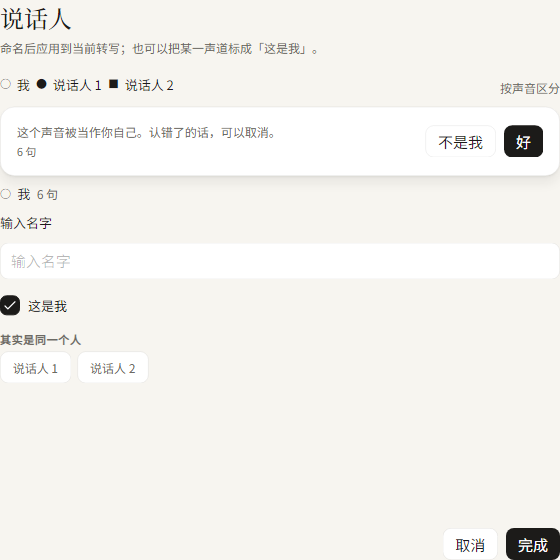 说话人
命名后应用到当前转写；也可以把某一声道标成「这是我」。
我 说话人 1 说话人 2
按声音区分
这个声音被当作你自己。认错了的话，可以取消。
6 句
不是我 好
我 6 句
输入名字
输入名字
这是我
其实是同一个人
说话人 1 说话人 2
取消 完成